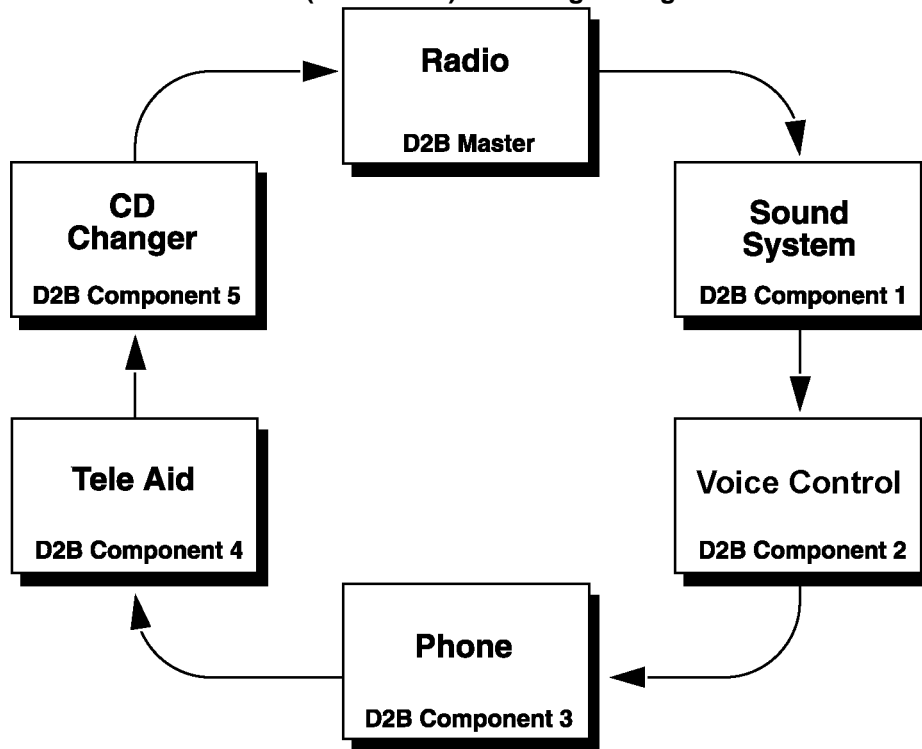 Radio
D2B Master
Sound
System
D2B Component 1
Voice Control
D2B Component 2
Phone
D2B Component 3
Tele Aid
D2B Component 4
CD
Changer
D2B Component 5